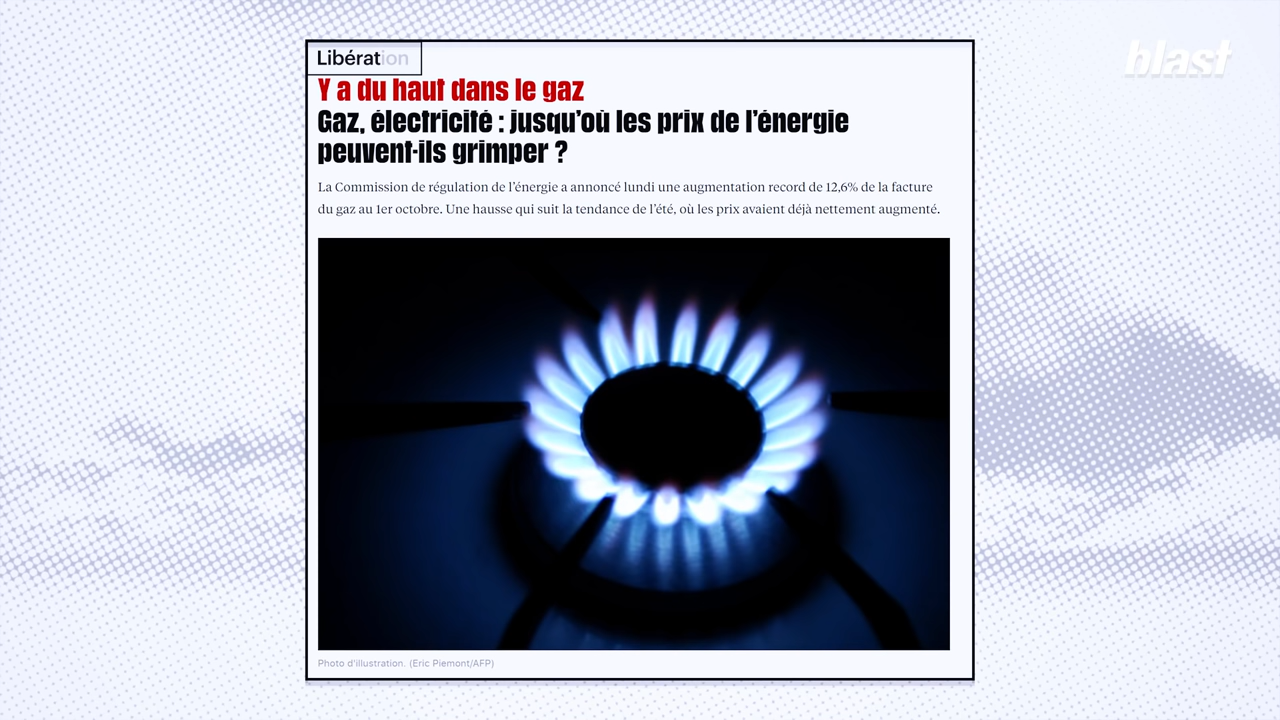 Libération
blast
Y a du haut dans le gaz
Gaz, électricité : jusqu'où les prix de l'énergie
peuvent-ils grimper ?
La Commission de régulation de l'énergie a annoncé lundi une augmentation record de 12,6% de la facture
du gaz au 1er octobre. Une hausse qui suit la tendance de l'été, où les prix avaient déjà nettement augmenté.
Photo d'illustration. (Eric Piemont/AFP)